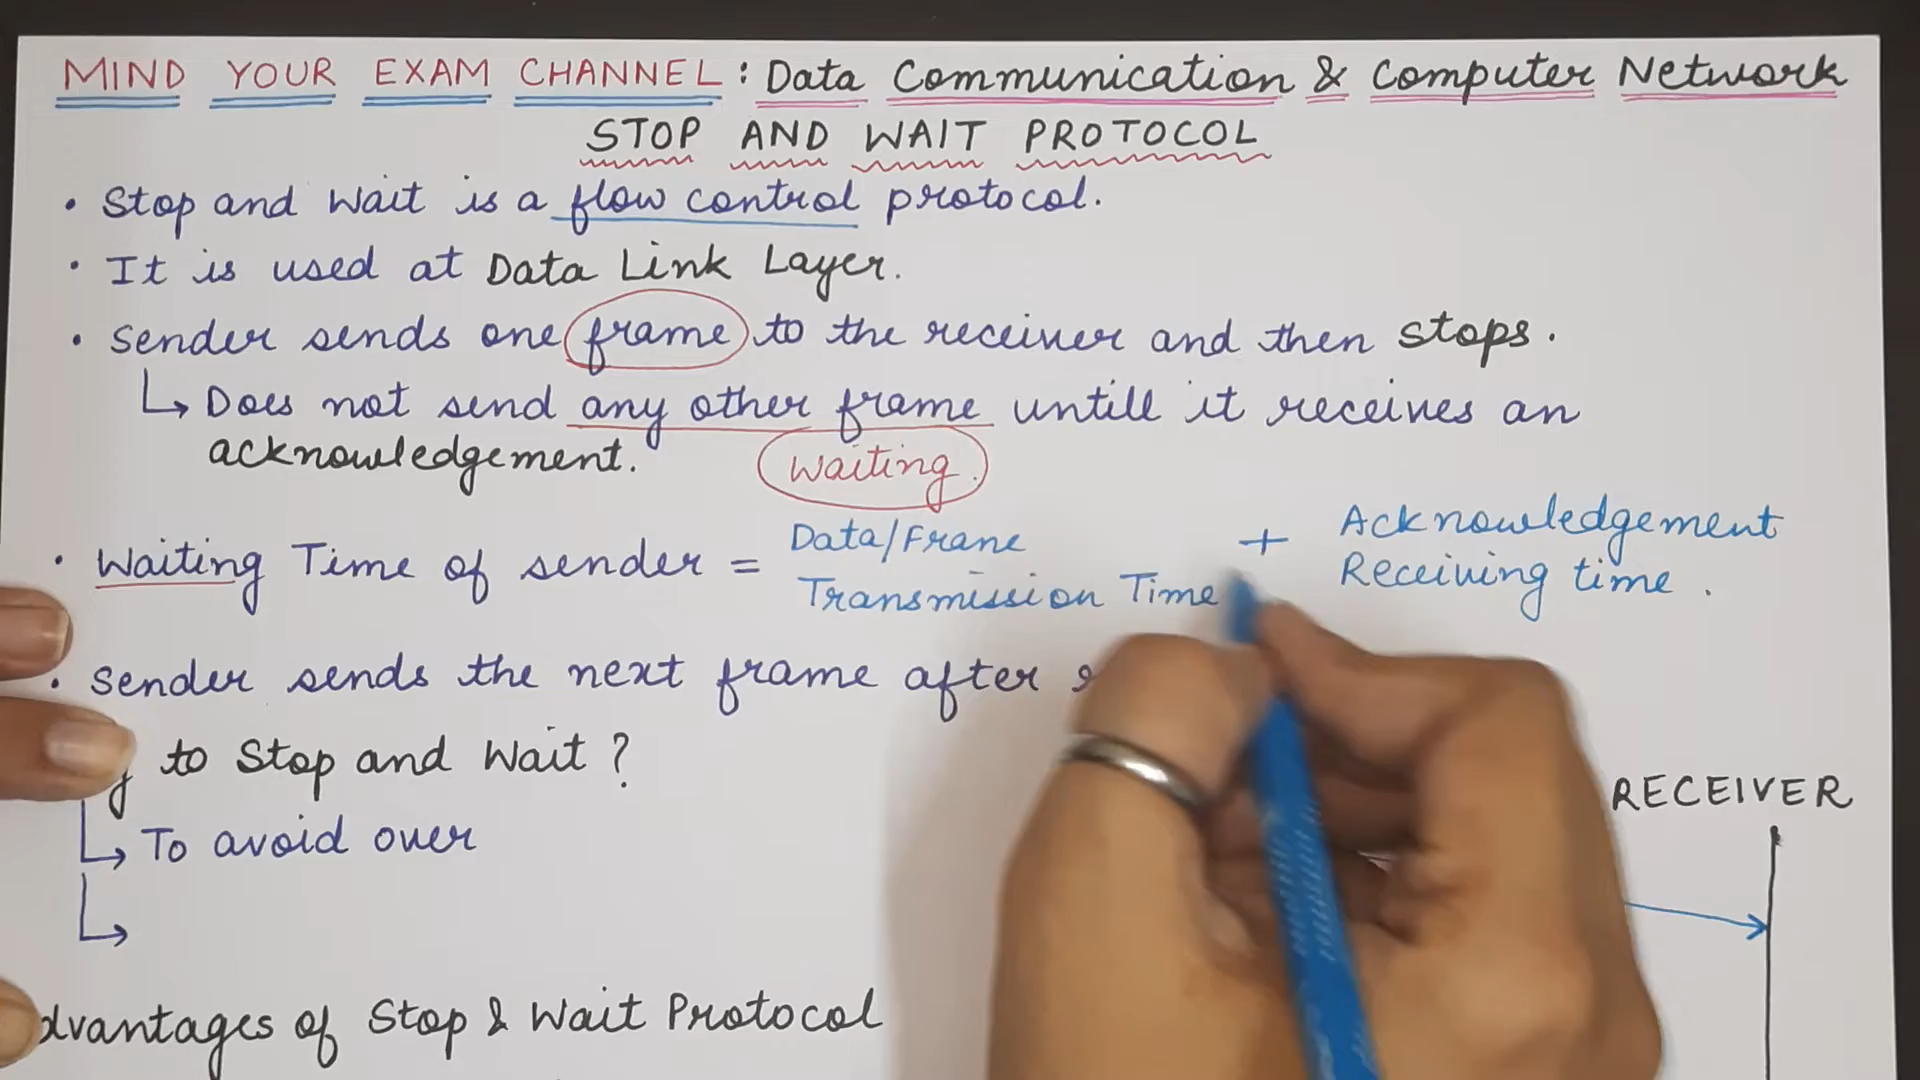 MIND YOUR EXAM CHANNEL : Data Communication & Computer Network
STOP AND WAIT PROTOCOL
• Stop and Wait is a flow control protocol.
• It is used at Data Link Layer.
• Sender sends one frame to the receiver and then stops.
↳ Does not send any other frame untill it receives an
acknowledgement.
Waiting.
• Waiting Time of sender = Data/Frane Transmission Time + Acknowledgement Receiving time.
• Sender sends the next frame after
to Stop and Wait ?
↳ To avoid over
↳
RECEIVER
dvantages of Stop & Wait Protocol